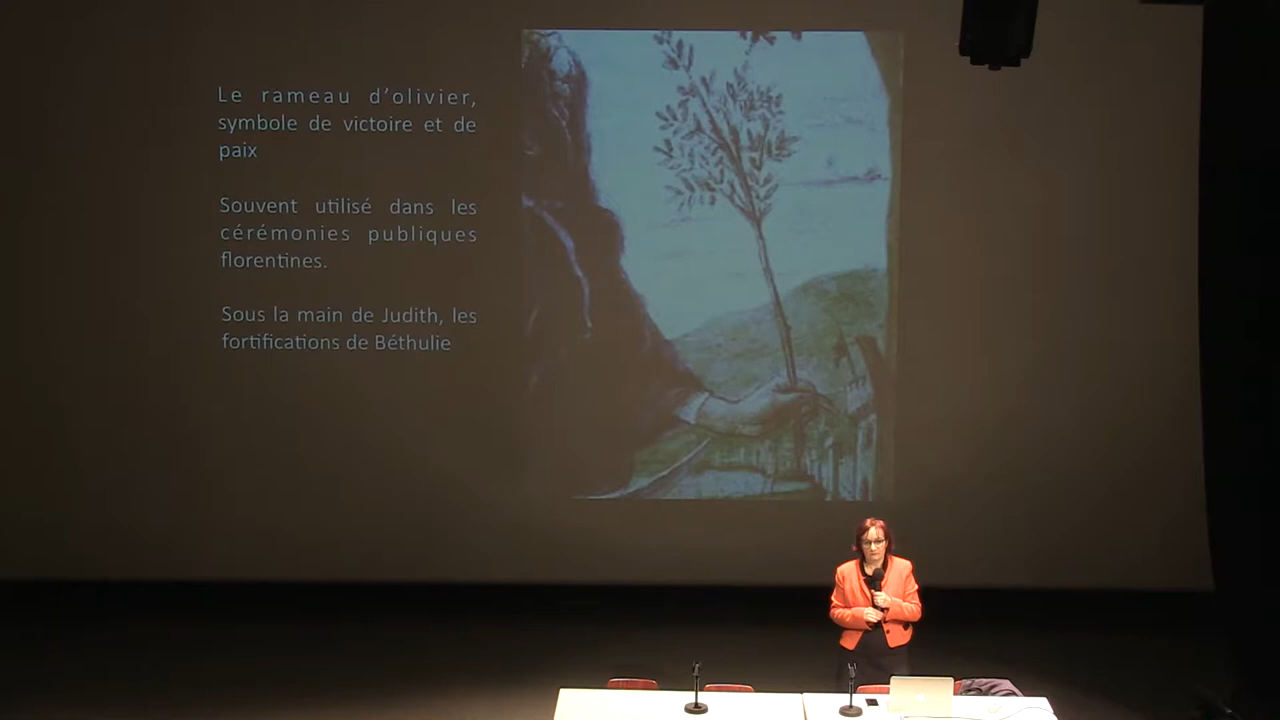 Le rameau d’olivier,
symbole de victoire et de
paix
Souvent utilisé dans les
cérémonies publiques
florentines.
Sous la main de Judith, les
fortifications de Béthulie